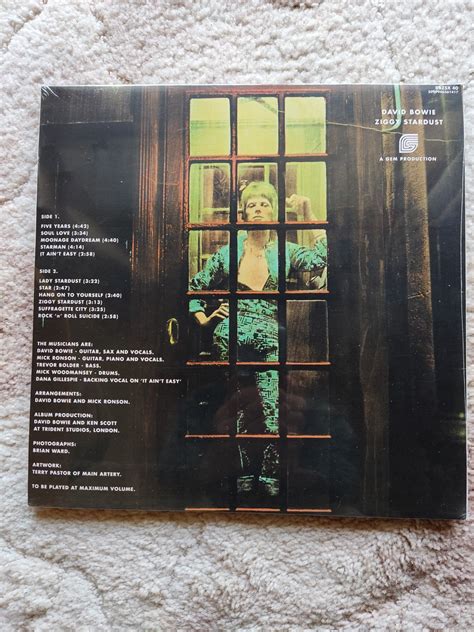 DAVID BOWIE
ZIGGY STARDUST
A GEM PRODUCTION
SIDE 1.
FIVE YEARS (4:42)
SOUL LOVE (3:34)
MOONAGE DAYDREAM (4:40)
STARMAN (4:14)
IT AIN'T EASY (2:58)
SIDE 2.
LADY STARDUST (3:22)
STAR (2:47)
HANG ON TO YOURSELF (2:40)
ZIGGY STARDUST (3:13)
SUFFRAGETTE CITY (3:25)
ROCK 'n' ROLL SUICIDE (2:58)
THE MUSICIANS ARE:
DAVID BOWIE - GUITAR, SAX AND VOCALS.
MICK RONSON - GUITAR, PIANO AND VOCALS.
TREVOR BOLDER - BASS.
MICK WOODMANSEY - DRUMS.
DANA GILLESPIE - BACKING VOCAL ON 'IT AIN'T EASY'
ARRANGEMENTS:
DAVID BOWIE AND MICK RONSON.
ALBUM PRODUCTION:
DAVID BOWIE AND KEN SCOTT
AT TRIDENT STUDIOS, LONDON.
PHOTOGRAPHS:
BRIAN WARD.
ARTWORK:
TERRY PASTOR OF MAIN ARTERY.
TO BE PLAYED AT MAXIMUM VOLUME.